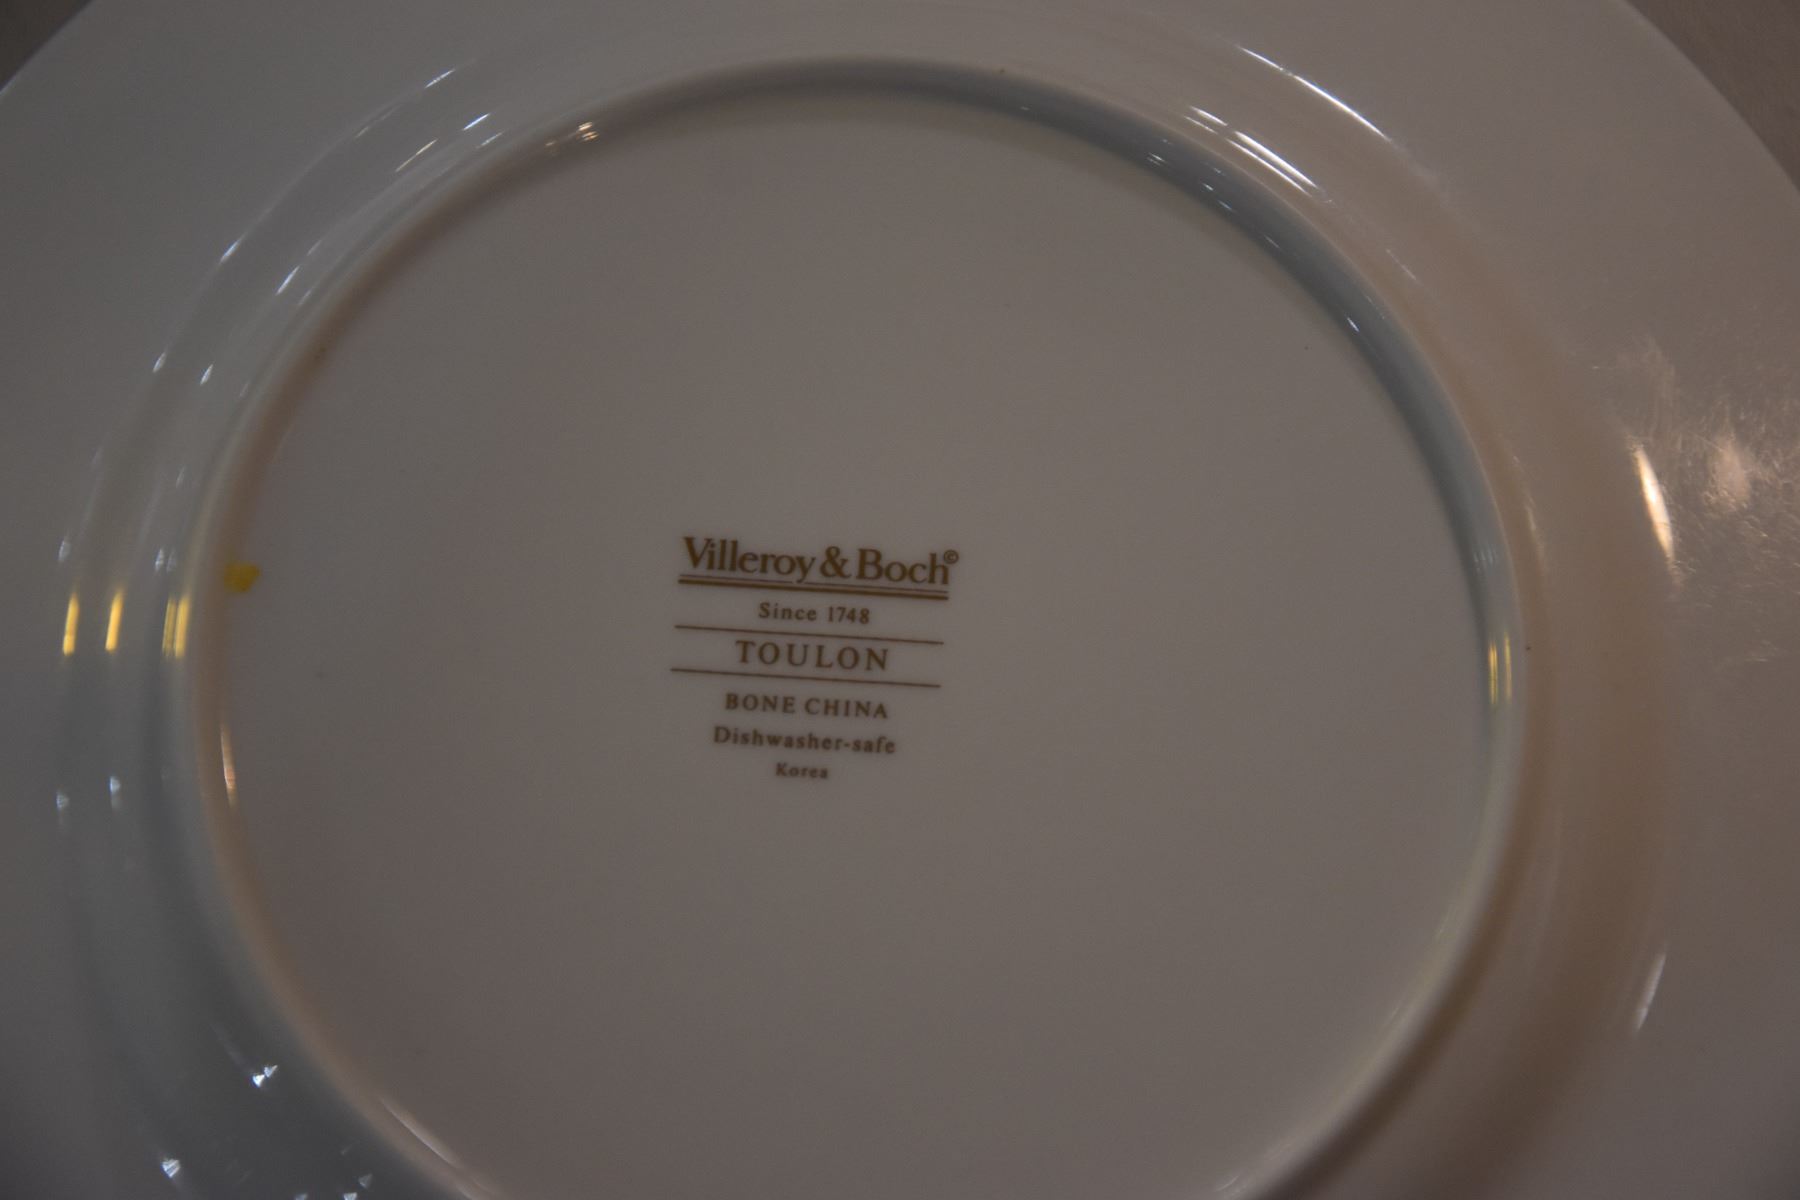 Villeroy & Boch©
Since 1748
TOULON
BONE CHINA
Dishwasher-safe
Korea